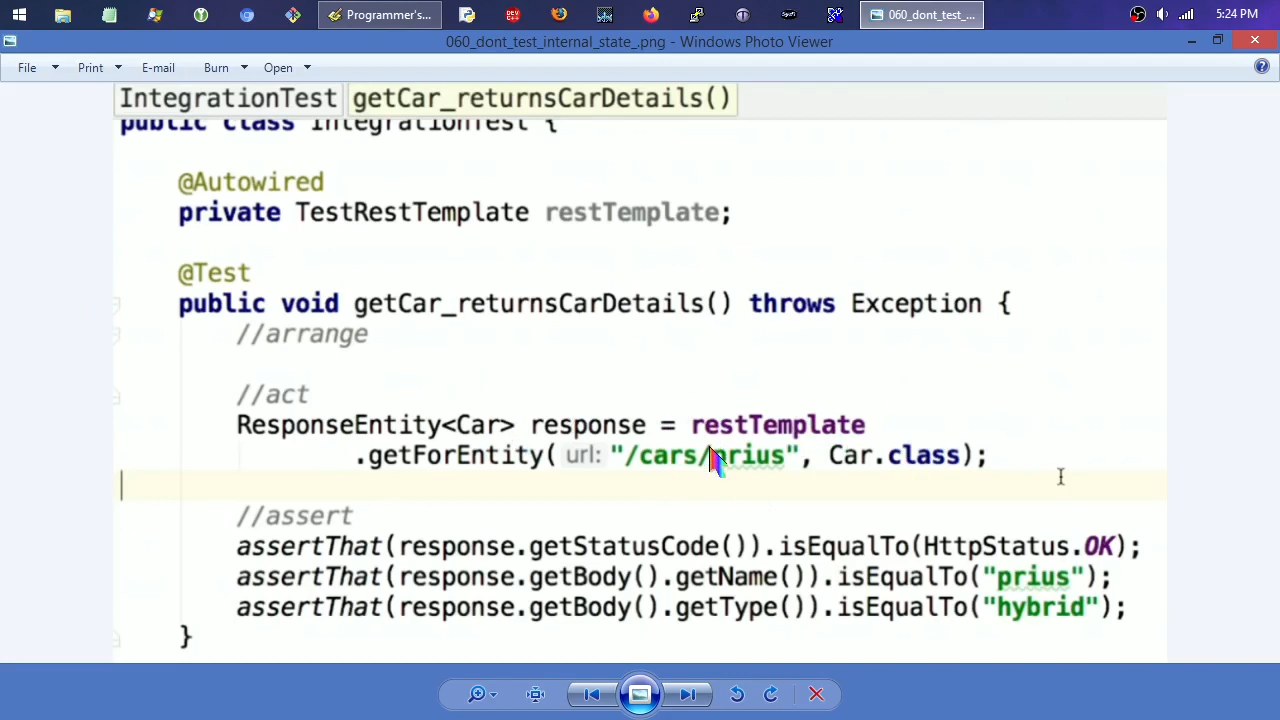 Programmer's...
060_dont_test_...
5:24 PM
060_dont_test_internal_state_.png - Windows Photo Viewer
File Print E-mail Burn Open
IntegrationTest getCar_returnsCarDetails()
public class IntegrationTest {
@Autowired
private TestRestTemplate restTemplate;
@Test
public void getCar_returnsCarDetails() throws Exception {
//arrange
//act
ResponseEntity<Car> response = restTemplate
.getForEntity( url: "/cars/prius", Car.class);
//assert
assertThat(response.getStatusCode()).isEqualTo(HttpStatus.OK);
assertThat(response.getBody().getName()).isEqualTo("prius");
assertThat(response.getBody().getType()).isEqualTo("hybrid");
}